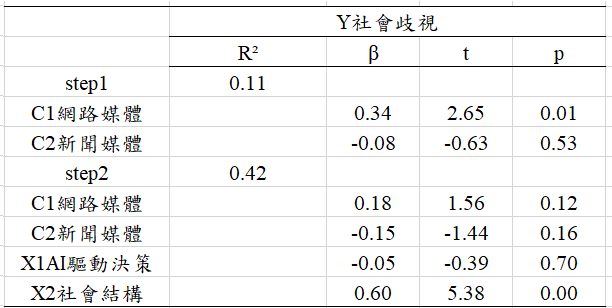 Y社會歧視
R² β t p
step1 0.11
C1網路媒體 0.34 2.65 0.01
C2新聞媒體 -0.08 -0.63 0.53
step2 0.42
C1網路媒體 0.18 1.56 0.12
C2新聞媒體 -0.15 -1.44 0.16
X1AI驅動決策 -0.05 -0.39 0.70
X2社會結構 0.60 5.38 0.00